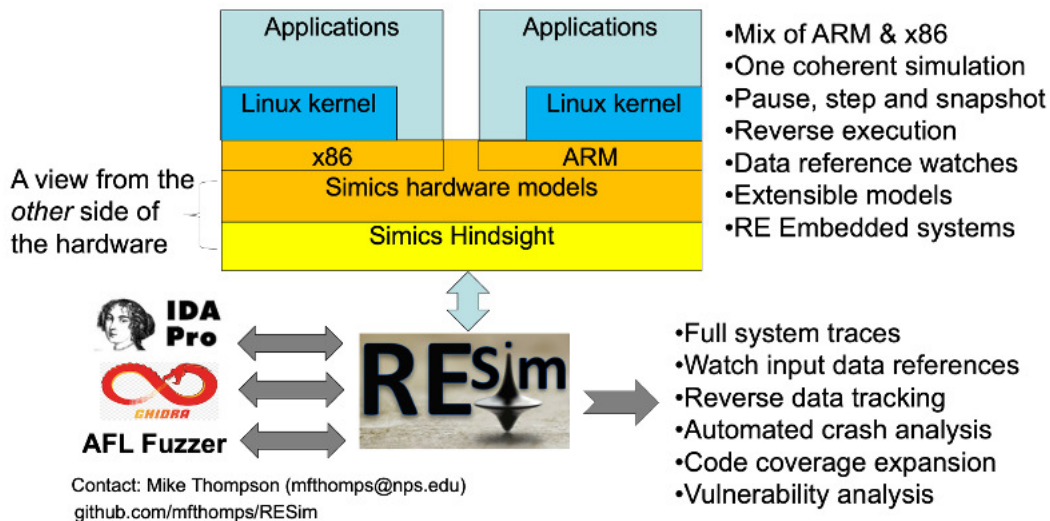 Applications
Applications
Linux kernel
Linux kernel
x86
ARM
Simics hardware models
Simics Hindsight
A view from the
other side of
the hardware
•Mix of ARM & x86
•One coherent simulation
•Pause, step and snapshot
•Reverse execution
•Data reference watches
•Extensible models
•RE Embedded systems
IDA
Pro
GHIDRA
AFL Fuzzer
RESim
•Full system traces
•Watch input data references
•Reverse data tracking
•Automated crash analysis
•Code coverage expansion
•Vulnerability analysis
Contact: Mike Thompson (mfthomps@nps.edu)
github.com/mfthomps/RESim